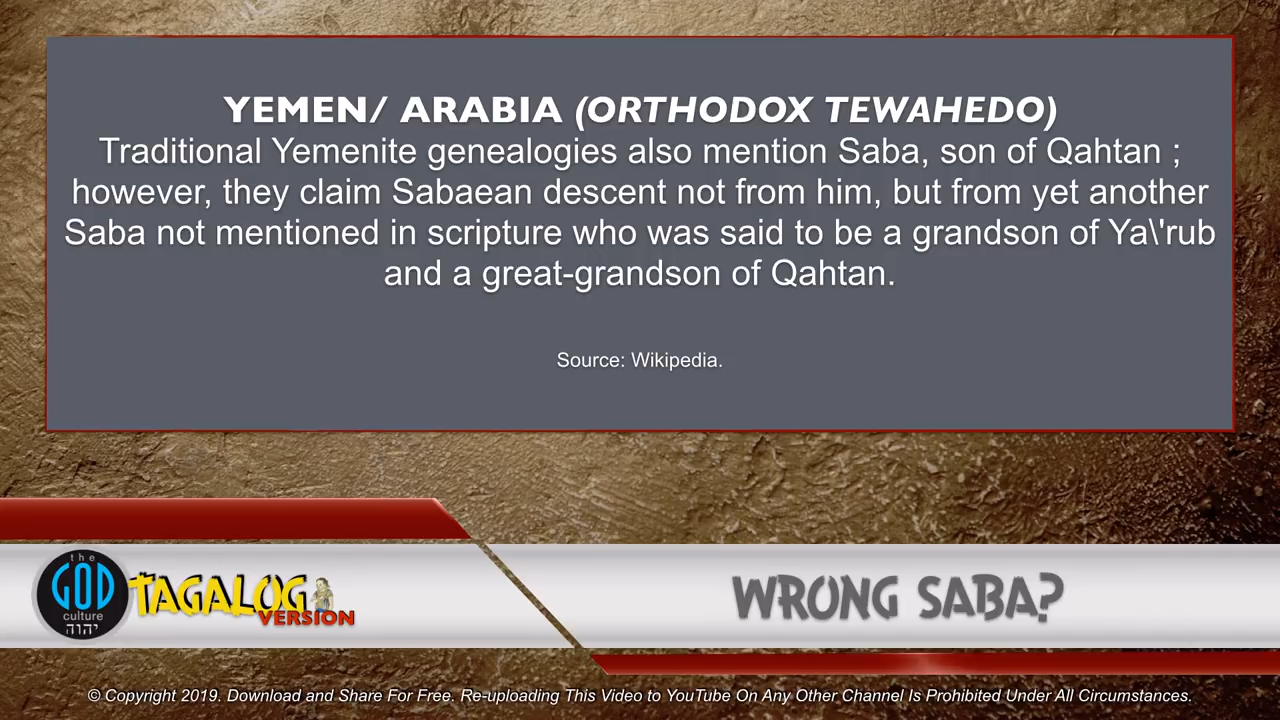 YEMEN/ ARABIA (ORTHODOX TEWAHEDO)
Traditional Yemenite genealogies also mention Saba, son of Qahtan ;
however, they claim Sabaean descent not from him, but from yet another
Saba not mentioned in scripture who was said to be a grandson of Ya\'rub
and a great-grandson of Qahtan.
Source: Wikipedia.
the
GOD
culture
יהוה
TAGALOG
VERSION
WRONG SABA?
© Copyright 2019. Download and Share For Free. Re-uploading This Video to YouTube On Any Other Channel Is Prohibited Under All Circumstances.